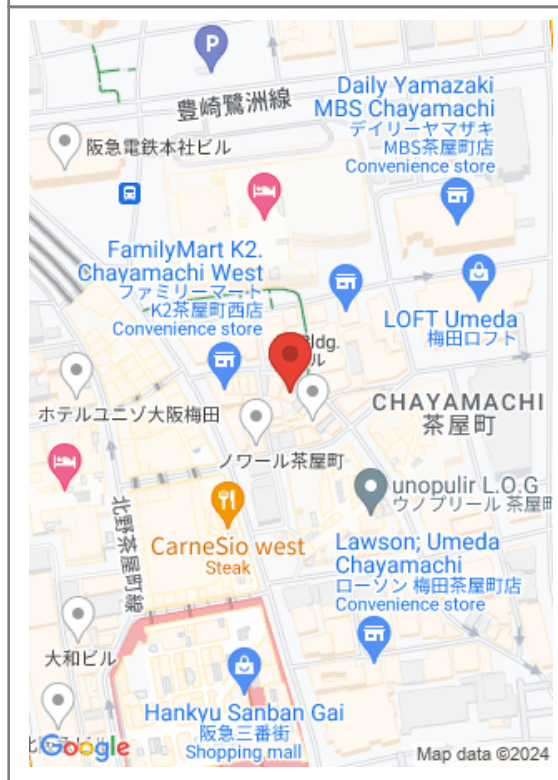 P
豊崎鷺洲線
Daily Yamazaki
MBS Chayamachi
デイリーヤマザキ
MBS茶屋町店
Convenience store
阪急電鉄本社ビル
FamilyMart K2.
Chayamachi West
ファミリーマート
K2茶屋町西店
Convenience store
LOFT Umeda
梅田ロフト
Bldg.
ル
CHAYAMACHI
茶屋町
ホテルユニゾ大阪梅田
ノワール茶屋町
unopulir L.O.G
ウノプリール 茶屋町
CarneSio west
Steak
北野茶屋町線
Lawson; Umeda
Chayamachi
ローソン 梅田茶屋町店
Convenience store
大和ビル
Hankyu Sanban Gai
阪急三番街
Shopping mall
Google
Map data ©2024